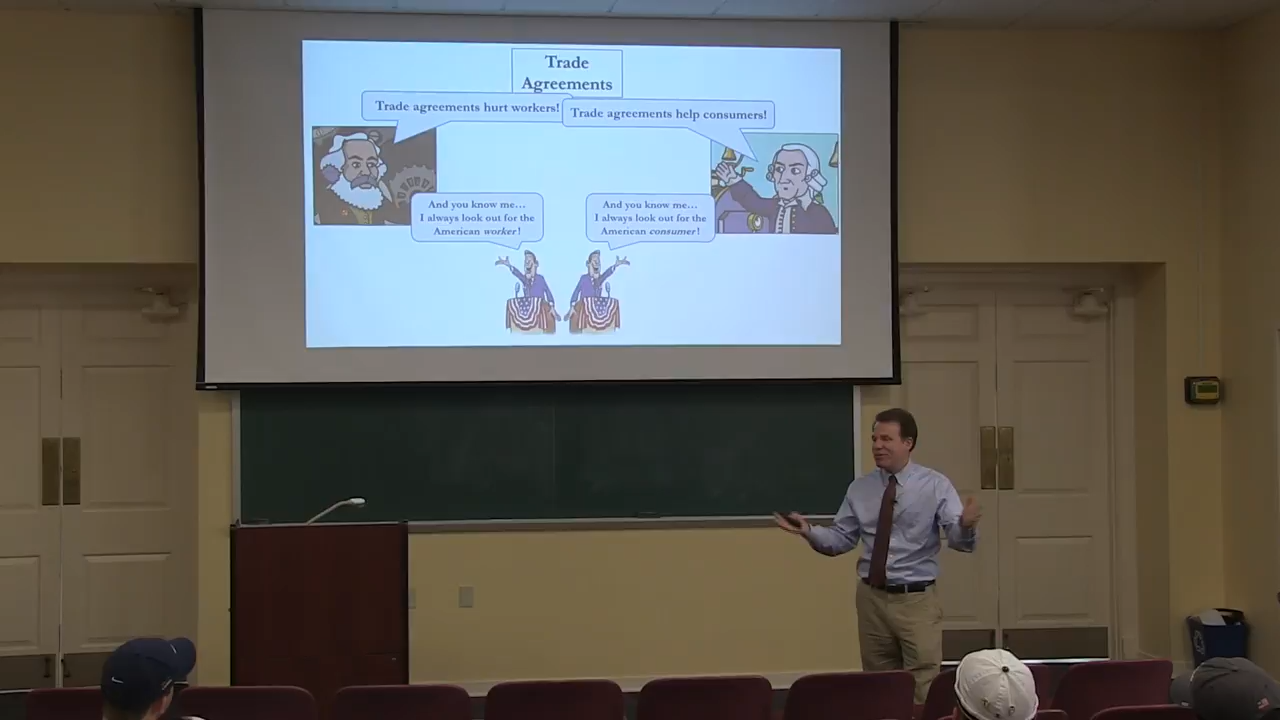 Trade
Agreements
Trade agreements hurt workers!
Trade agreements help consumers!
And you know me...
I always look out for the
American worker!
And you know me...
I always look out for the
American consumer!